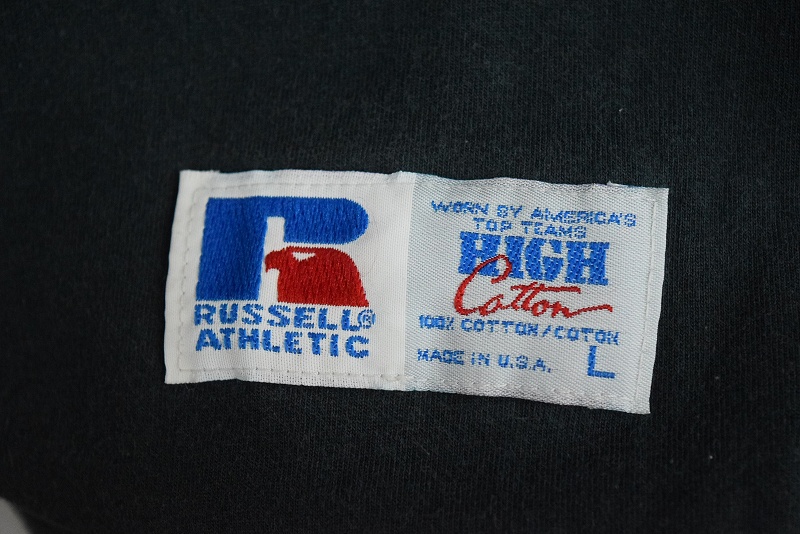 RUSSELL®
ATHLETIC
WORN BY AMERICA'S
TOP TEAMS
HIGH
Cotton
100% COTTON/COTON
MADE IN U.S.A. L